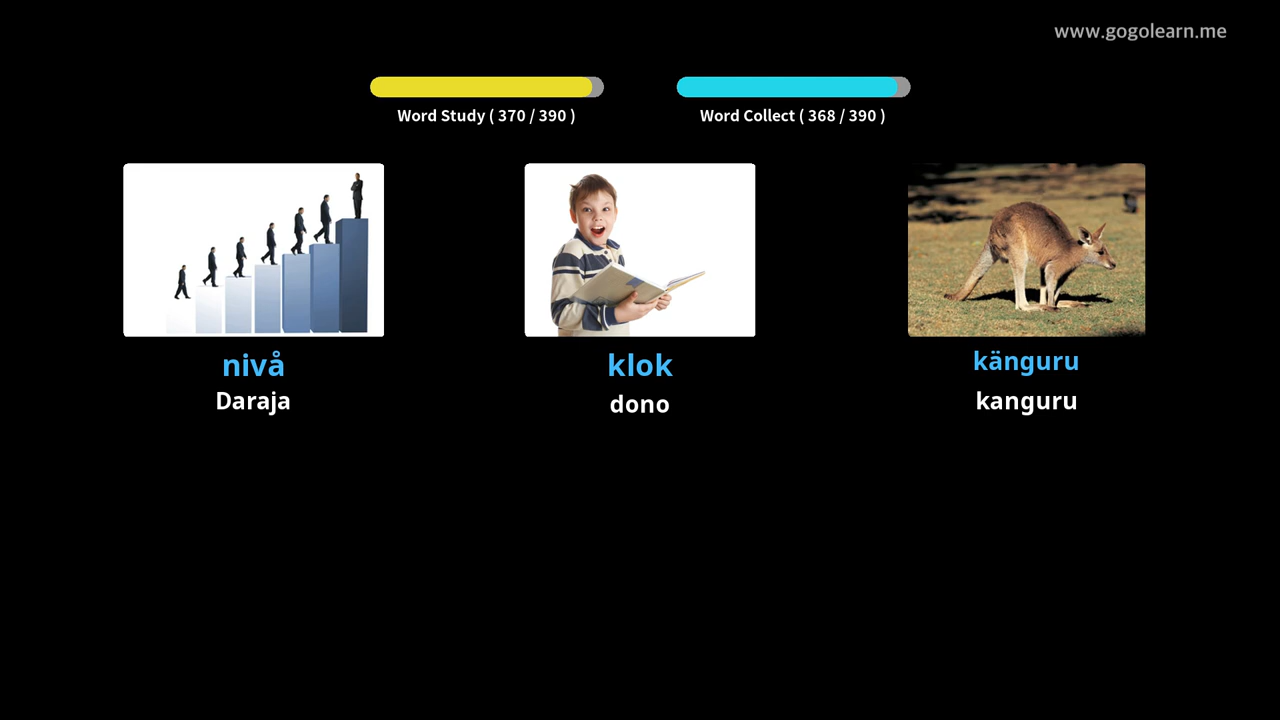 www.gogolearn.me
Word Study ( 370 / 390 )
Word Collect ( 368 / 390 )
nivå
Daraja
klok
dono
känguru
kanguru